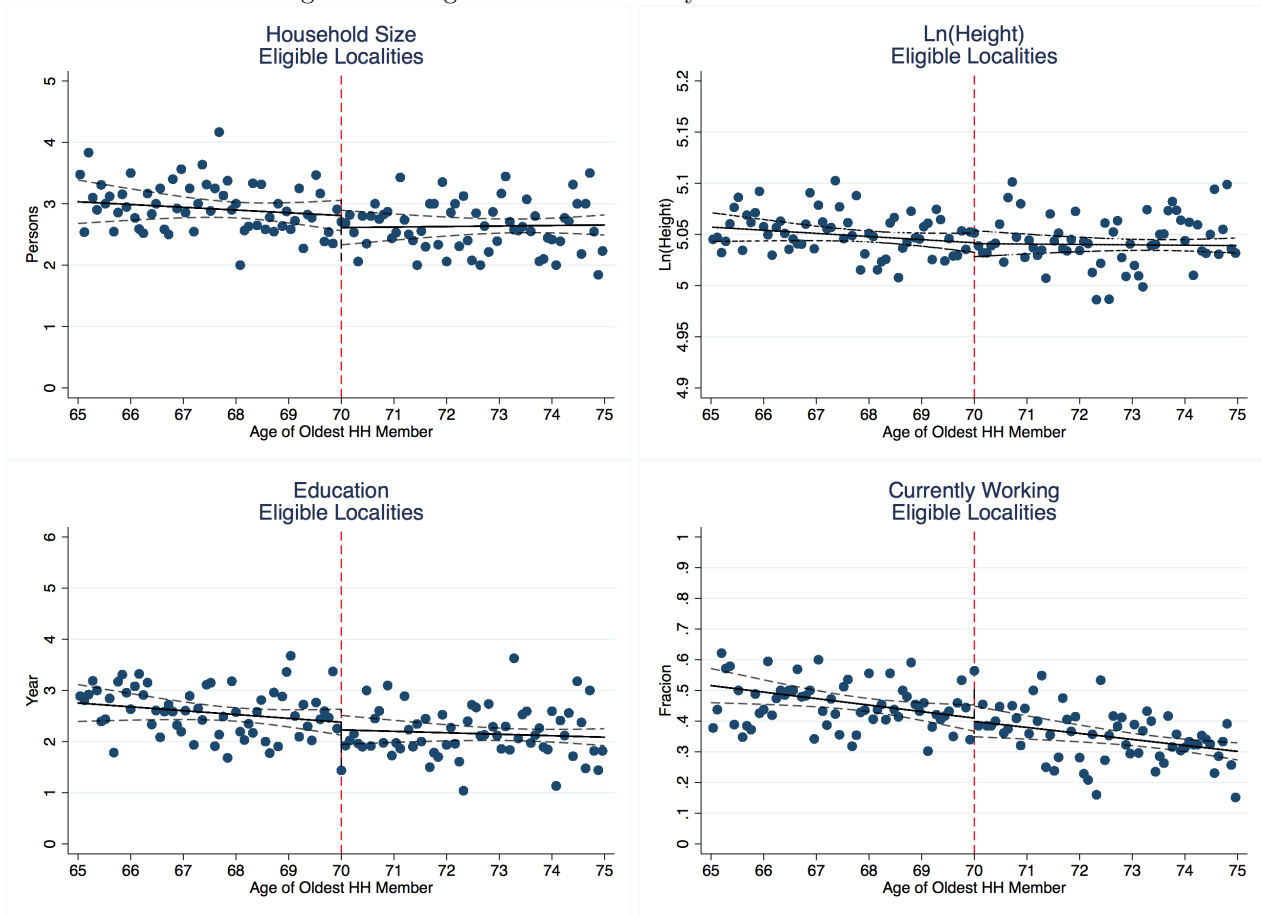 Household Size
Eligible Localities
Persons
5
4
3
2
1
0
65 66 67 68 69 70 71 72 73 74 75
Age of Oldest HH Member
Ln(Height)
Eligible Localities
Ln(Height)
5.2
5.15
5.1
5.05
5
4.95
4.9
65 66 67 68 69 70 71 72 73 74 75
Age of Oldest HH Member
Education
Eligible Localities
Year
6
5
4
3
2
1
0
65 66 67 68 69 70 71 72 73 74 75
Age of Oldest HH Member
Currently Working
Eligible Localities
Fracion
1
.9
.8
.7
.6
.5
.4
.3
.2
.1
0
65 66 67 68 69 70 71 72 73 74 75
Age of Oldest HH Member